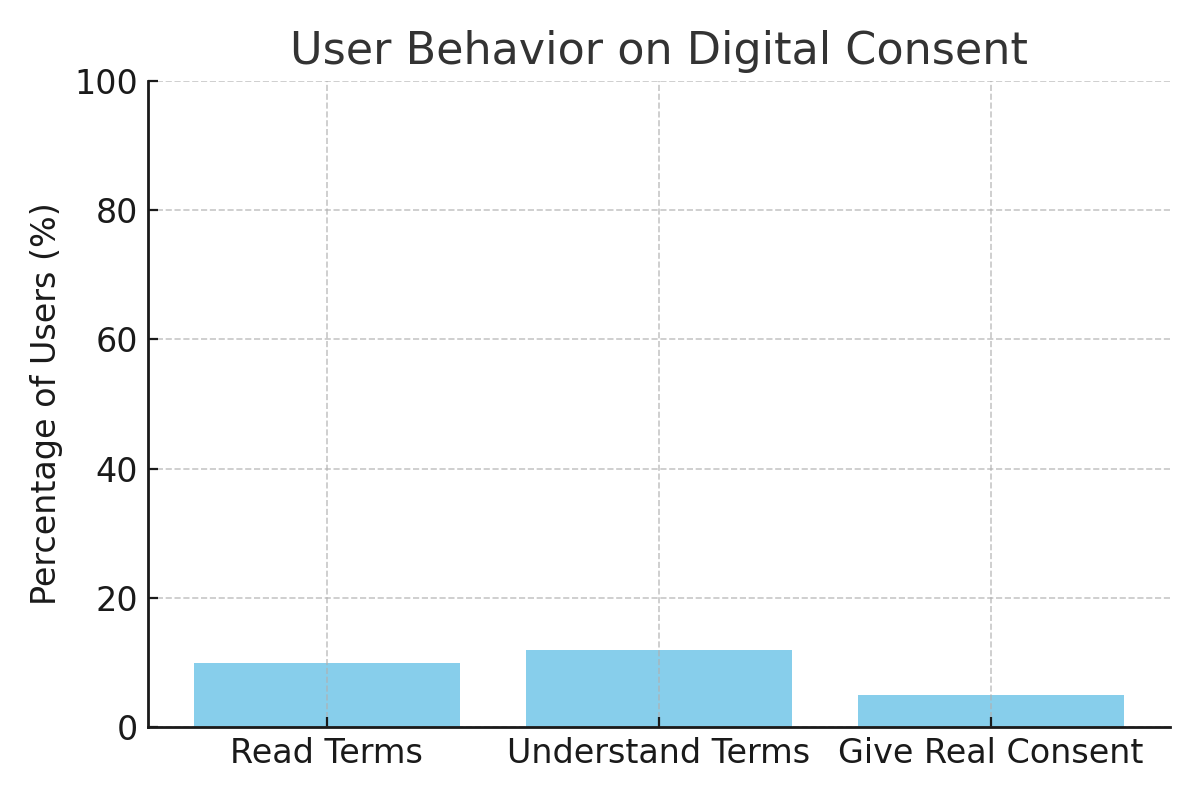 User Behavior on Digital Consent
Percentage of Users (%)
100
80
60
40
20
0
Read Terms
Understand Terms
Give Real Consent